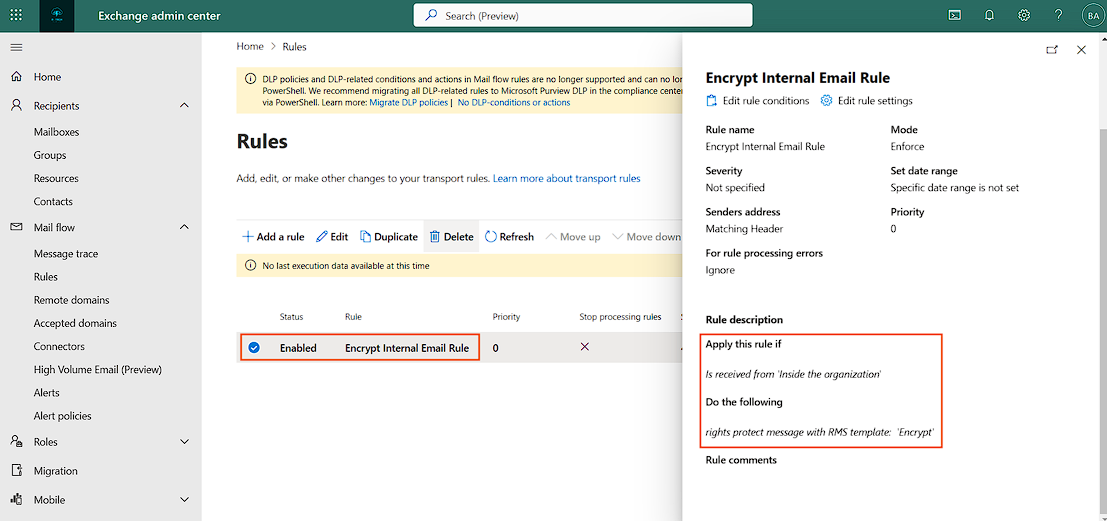 Exchange admin center
Search (Preview)
BA
Home
Recipients
Mailboxes
Groups
Resources
Contacts
Mail flow
Message trace
Rules
Remote domains
Accepted domains
Connectors
High Volume Email (Preview)
Alerts
Alert policies
Roles
Migration
Mobile
Home > Rules
DLP policies and DLP-related conditions and actions in Mail flow rules are no longer supported and can no lon
PowerShell. We recommend migrating all DLP-related rules to Microsoft Purview DLP in the compliance center
via PowerShell. Learn more: Migrate DLP policies | No DLP-conditions or actions
Rules
Add, edit, or make other changes to your transport rules. Learn more about transport rules
Add a rule Edit Duplicate Delete Refresh Move up Move down
No last execution data available at this time
Status Rule Priority Stop processing rules
Enabled Encrypt Internal Email Rule 0
Encrypt Internal Email Rule
Edit rule conditions Edit rule settings
Rule name Mode
Encrypt Internal Email Rule Enforce
Severity Set date range
Not specified Specific date range is not set
Senders address Priority
Matching Header 0
For rule processing errors
Ignore
Rule description
Apply this rule if
Is received from 'Inside the organization'
Do the following
rights protect message with RMS template: 'Encrypt'
Rule comments